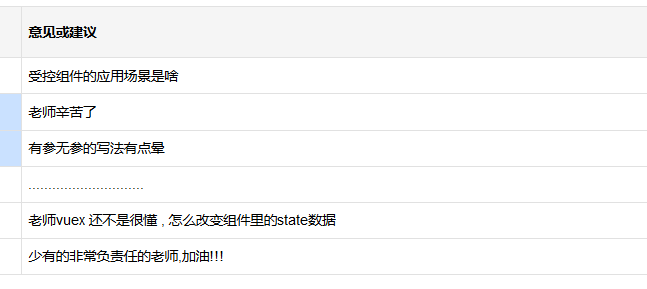 意见或建议
受控组件的应用场景是啥
老师辛苦了
有参无参的写法有点晕
.............................
老师vuex 还不是很懂 , 怎么改变组件里的state数据
少有的非常负责任的老师,加油!!!